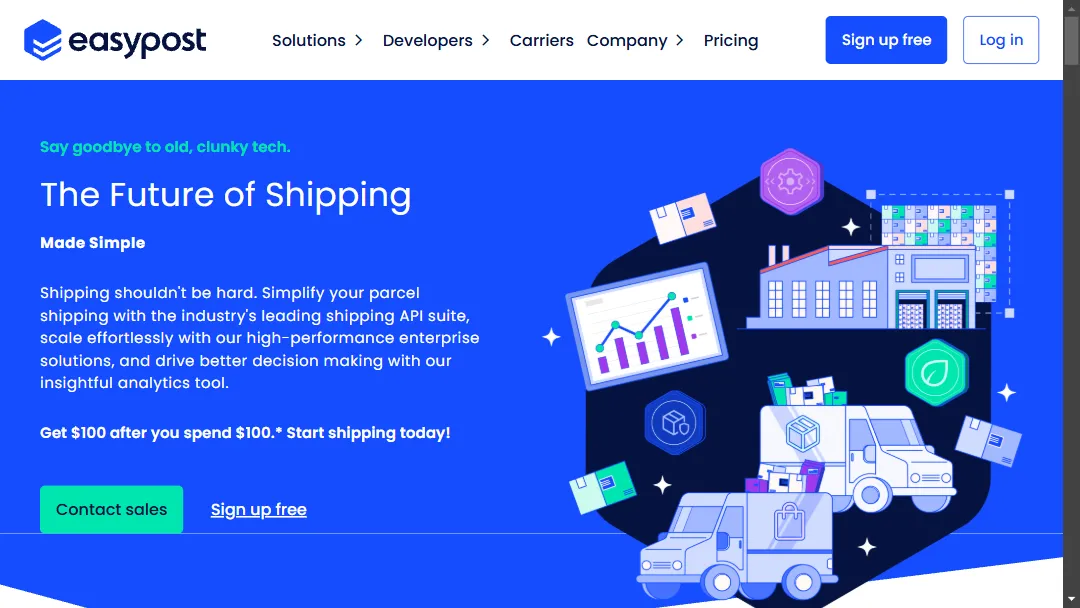 easypost
Solutions
Developers
Carriers
Company
Pricing
Sign up free
Log in
Say goodbye to old, clunky tech.
The Future of Shipping
Made Simple
Shipping shouldn't be hard. Simplify your parcel
shipping with the industry's leading shipping API suite,
scale effortlessly with our high-performance enterprise
solutions, and drive better decision making with our
insightful analytics tool.
Get $100 after you spend $100.* Start shipping today!
Contact sales
Sign up free